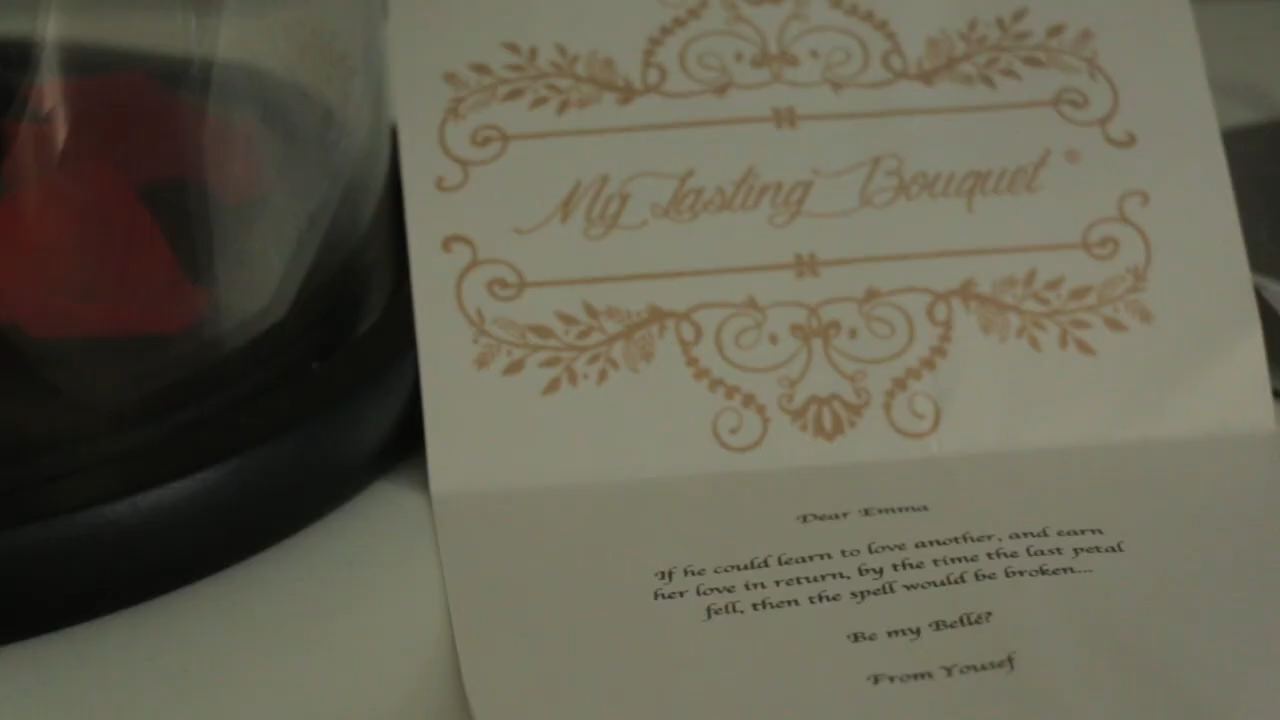 My Lasting Bouquet
Dear Emma
If he could learn to love another, and earn
her love in return, by the time the last petal
fell, then the spell would be broken...
Be my Belle?
From Yousef